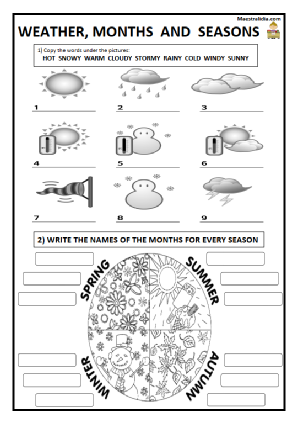 Maestralidia.com
WEATHER, MONTHS AND SEASONS
1) Copy the words under the pictures:
HOT SNOWY WARM CLOUDY STORMY RAINY COLD WINDY SUNNY
1 2 3
4 5 6
7 8 9
2) WRITE THE NAMES OF THE MONTHS FOR EVERY SEASON
SPRING SUMMER
WINTER AUTUMN